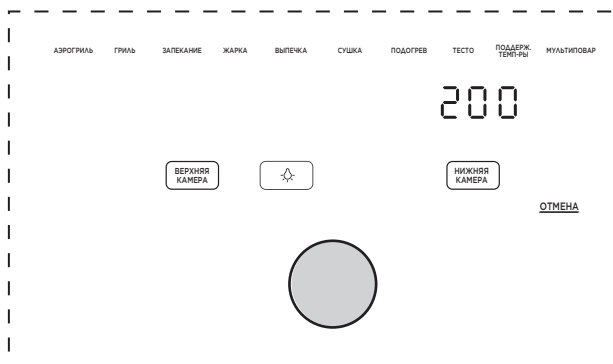 АЭРОГРИЛЬ ГРИЛЬ ЗАПЕКАНИЕ ЖАРКА ВЫПЕЧКА СУШКА ПОДОГРЕВ ТЕСТО ПОДДЕРЖ. ТЕМП-РЫ МУЛЬТИПОВАР
200
ВЕРХНЯЯ
КАМЕРА
НИЖНЯЯ
КАМЕРА
ОТМЕНА